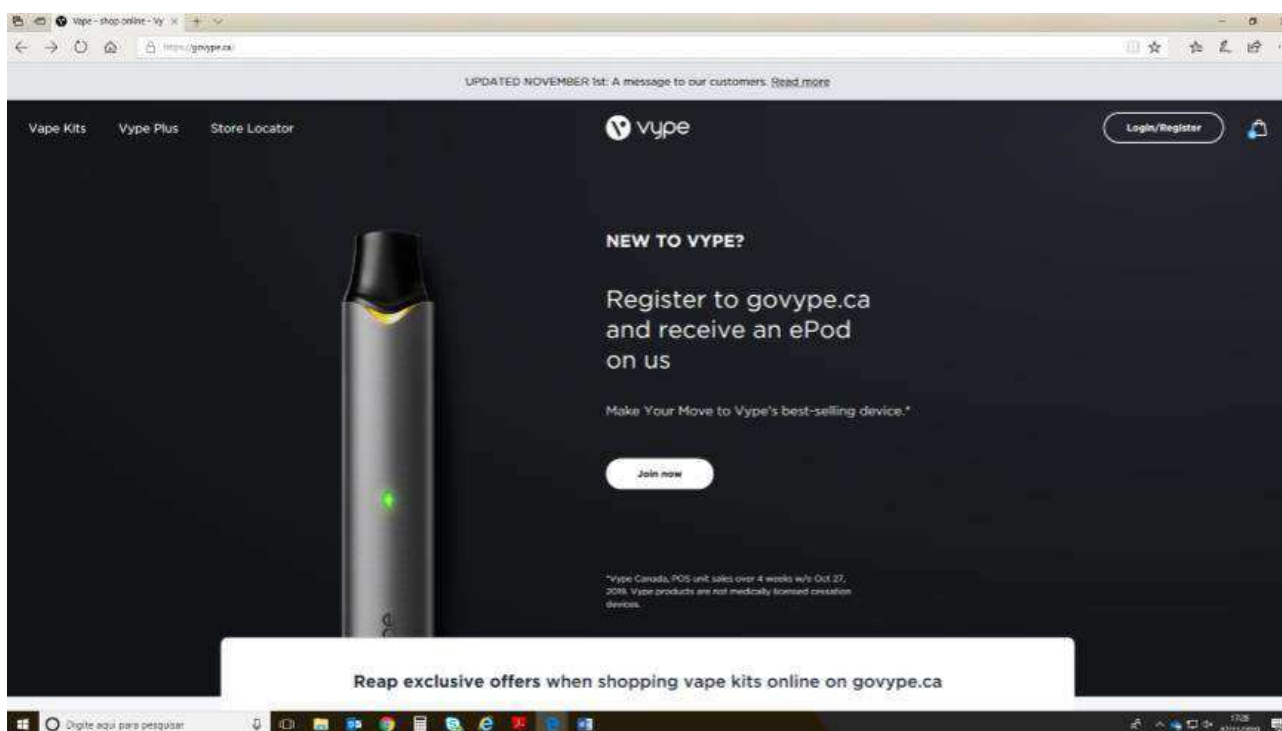 Vape - shop online - Vy
https://govype.ca/
UPDATED NOVEMBER 1st: A message to our customers. Read more
Vape Kits
Vype Plus
Store Locator
vype
Login/Register
NEW TO VYPE?
Register to govype.ca
and receive an ePod
on us
Make Your Move to Vype's best-selling device.*
Join now
*Vype Canada, POS unit sales over 4 weeks w/o Oct 27,
2019. Vype products are not medically licensed cessation
devices.
Reap exclusive offers when shopping vape kits online on govype.ca
Digite aqui para pesquisar